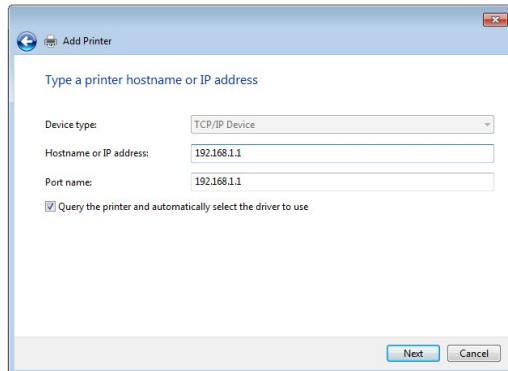 Add Printer
Type a printer hostname or IP address
Device type: TCP/IP Device
Hostname or IP address: 192.168.1.1
Port name: 192.168.1.1
Query the printer and automatically select the driver to use
Next Cancel